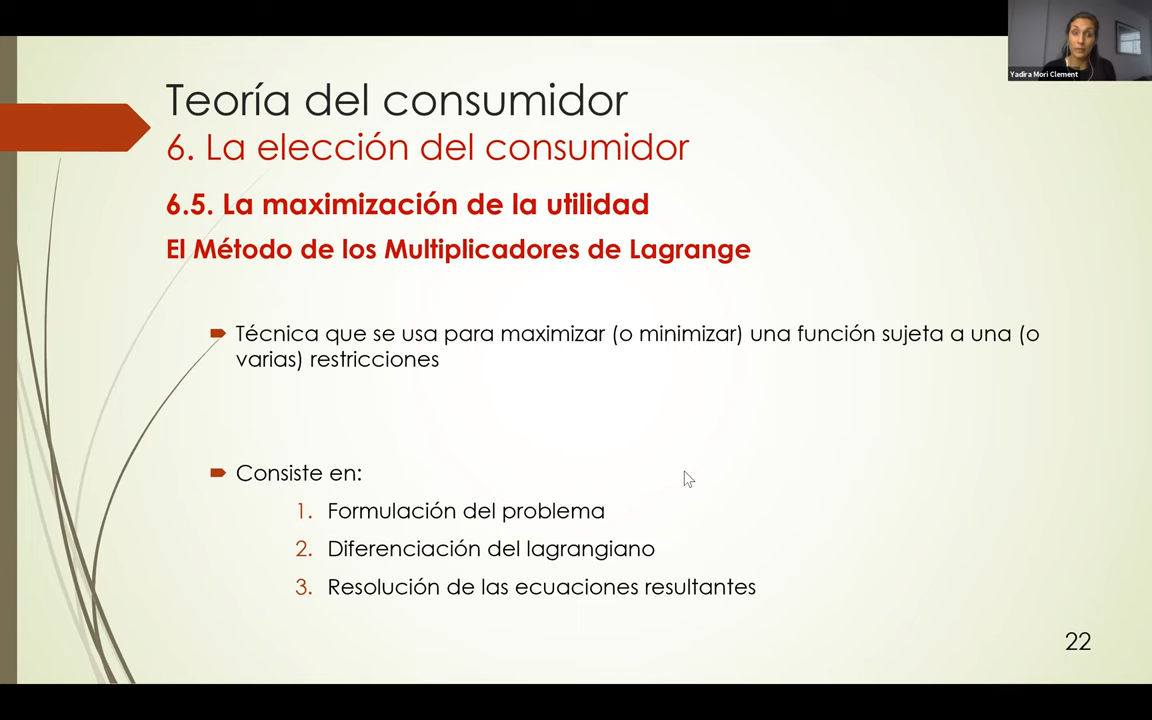 Yadira Mori Clement
Teoría del consumidor
6. La elección del consumidor
6.5. La maximización de la utilidad
El Método de los Multiplicadores de Lagrange
Técnica que se usa para maximizar (o minimizar) una función sujeta a una (o
varias) restricciones
Consiste en:
1. Formulación del problema
2. Diferenciación del lagrangiano
3. Resolución de las ecuaciones resultantes
22